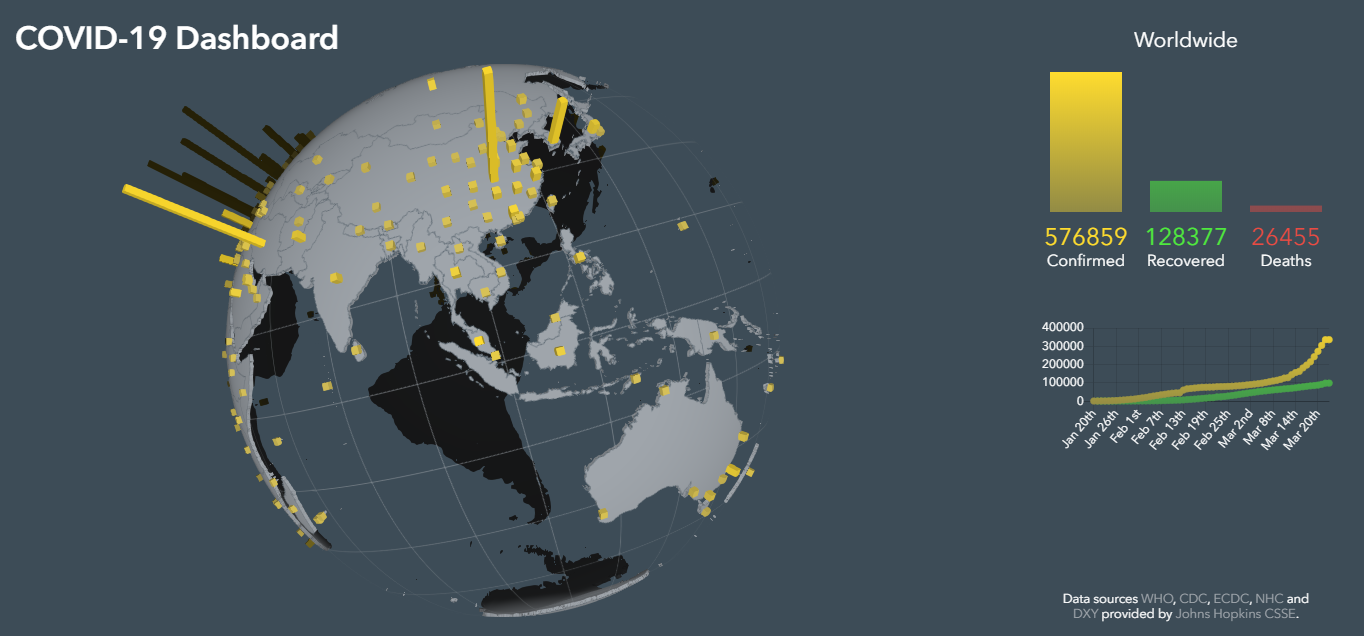 COVID-19 Dashboard
Worldwide
576859 128377 26455
Confirmed Recovered Deaths
400000
300000
200000
100000
0
Jan 20th Jan 26th Feb 1st Feb 7th Feb 13th Feb 19th Feb 25th Mar 2nd Mar 8th Mar 14th Mar 20th
Data sources WHO, CDC, ECDC, NHC and
DXY provided by Johns Hopkins CSSE.